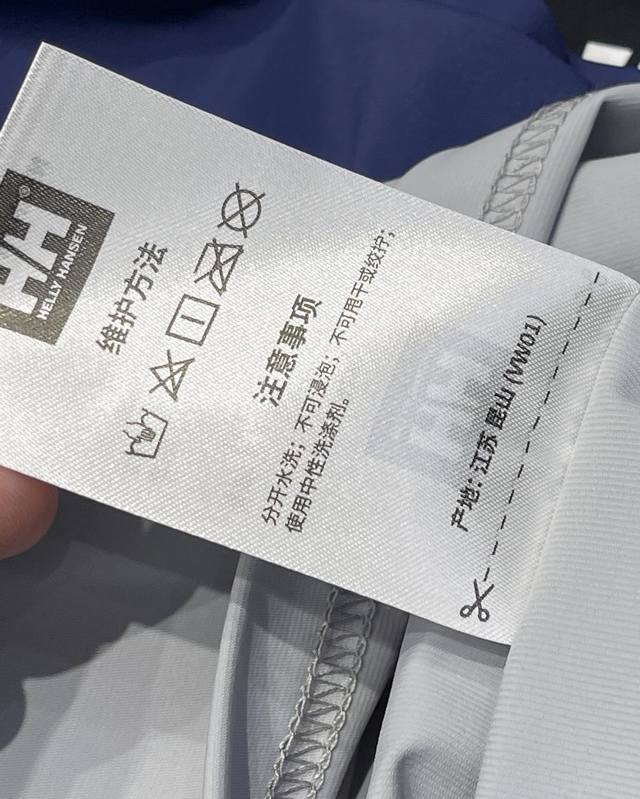 HH®
HELLY HANSEN
维护方法
注意事项
分开水洗；不可浸泡；不可甩干或绞拧；
使用中性洗涤剂。
产地：江苏 昆山 (VW01)